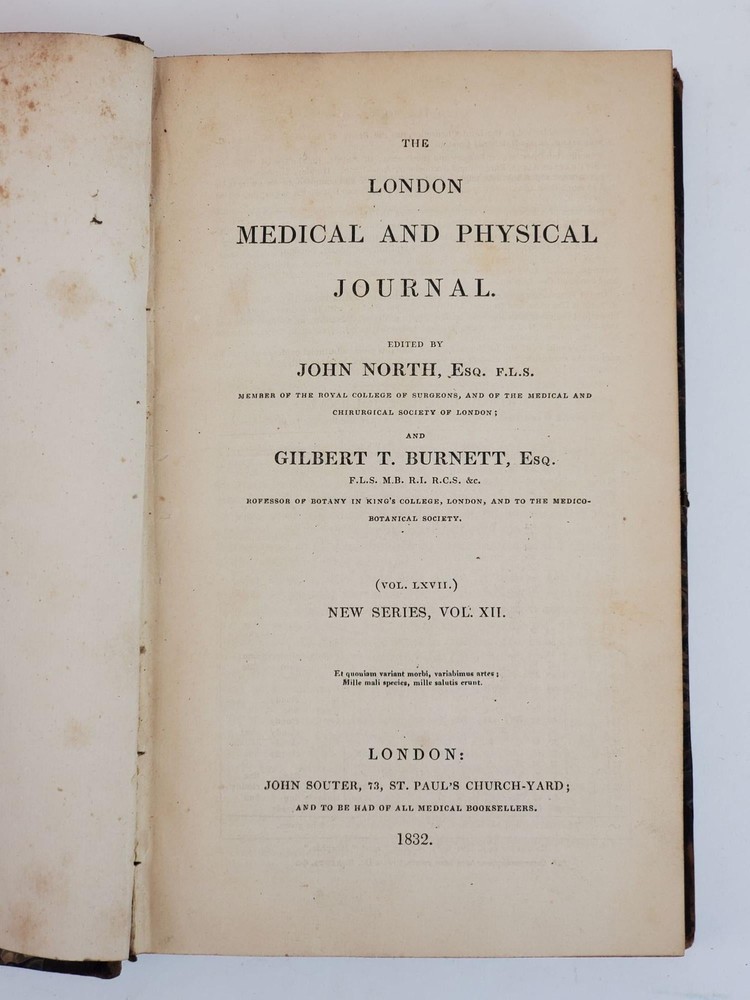 THE
LONDON
MEDICAL AND PHYSICAL
JOURNAL.
EDITED BY
JOHN NORTH, Esq. F.L.S.
MEMBER OF THE ROYAL COLLEGE OF SURGEONS, AND OF THE MEDICAL AND
CHIRURGICAL SOCIETY OF LONDON;
AND
GILBERT T. BURNETT, Esq.
F.L.S. M.B. R.I. R.C.S. &c.
ROFESSOR OF BOTANY IN KING'S COLLEGE, LONDON, AND TO THE MEDICO-
BOTANICAL SOCIETY.
(VOL. LXVII.)
NEW SERIES, VOL. XII.
Et quoniam variant morbi, variabimus artes;
Mille mali species, mille salutis erunt.
LONDON:
JOHN SOUTER, 73, ST. PAUL'S CHURCH-YARD;
AND TO BE HAD OF ALL MEDICAL BOOKSELLERS.
1832.